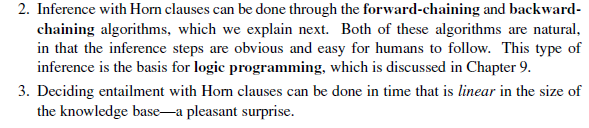 2. Inference with Horn clauses can be done through the forward-chaining and backward-
chaining algorithms, which we explain next. Both of these algorithms are natural,
in that the inference steps are obvious and easy for humans to follow. This type of
inference is the basis for logic programming, which is discussed in Chapter 9.
3. Deciding entailment with Horn clauses can be done in time that is linear in the size of
the knowledge base—a pleasant surprise.